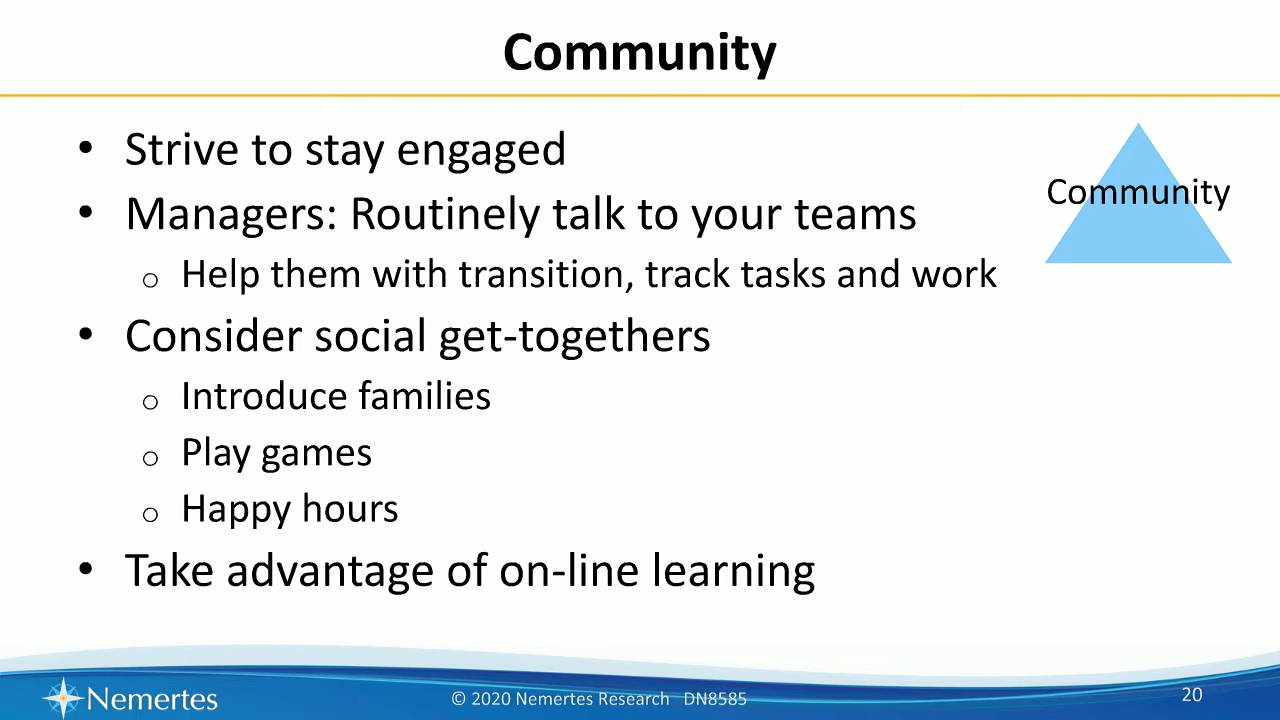 Community
• Strive to stay engaged
• Managers: Routinely talk to your teams
o Help them with transition, track tasks and work
• Consider social get-togethers
o Introduce families
o Play games
o Happy hours
• Take advantage of on-line learning
Community
Nemertes
© 2020 Nemertes Research DN8585
20